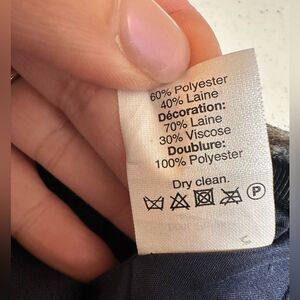 60% Polyester
40% Laine
Décoration:
70% Laine
30% Viscose
Doublure:
100% Polyester
Dry clean.
P